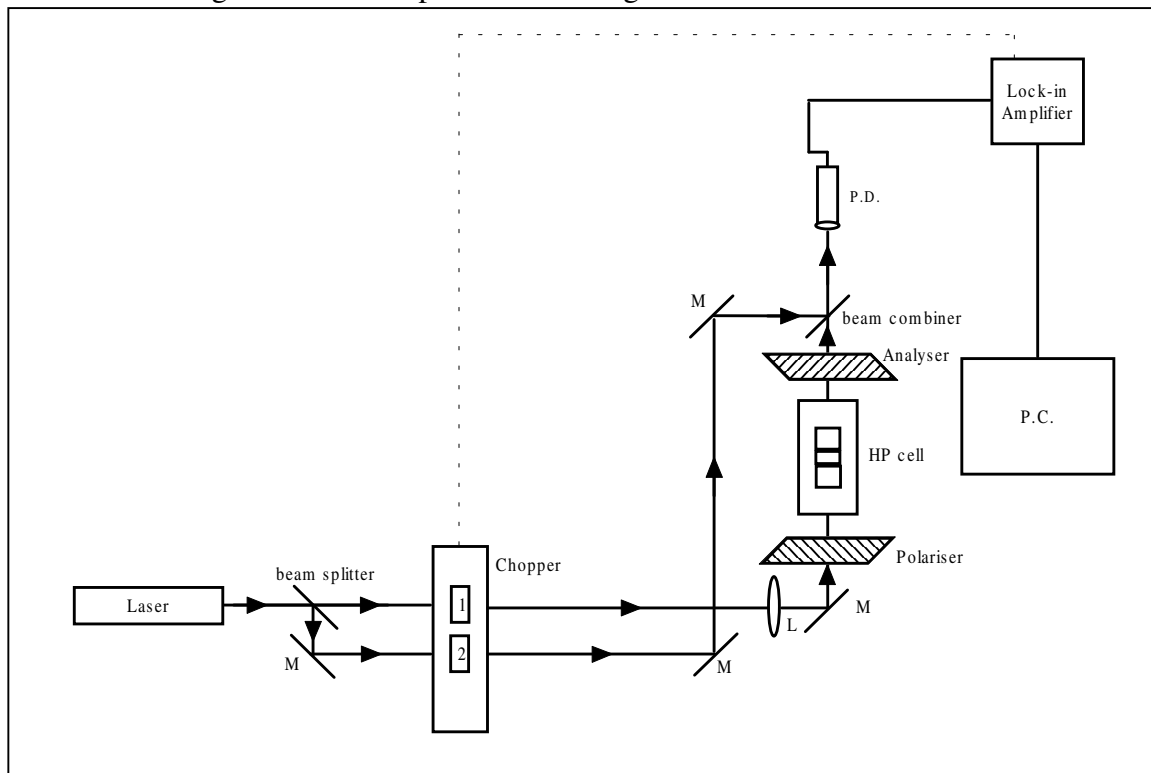 Lock-in
Amplifier
P.D.
M
beam combiner
Analyser
P.C.
HP cell
Chopper
Polariser
beam splitter
Laser
1
M
L
2
M
M